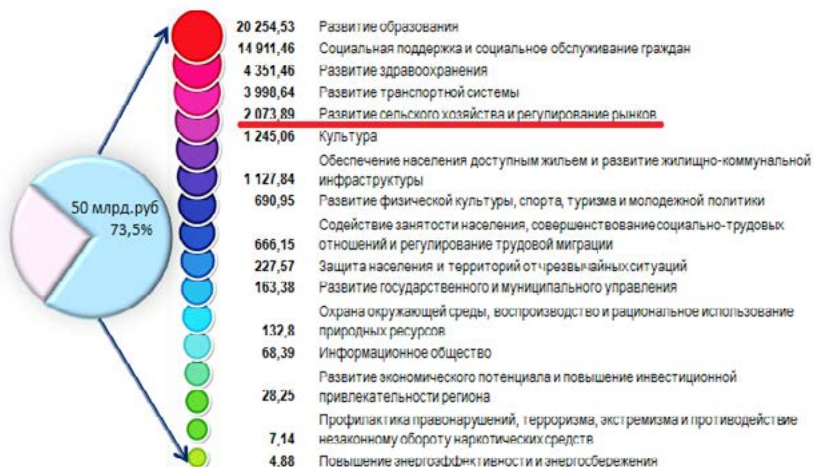 20 254,53 Развитие образования
14 911,46 Социальная поддержка и социальное обслуживание граждан
4 351,46 Развитие здравоохранения
3 998,64 Развитие транспортной системы
2 073,89 Развитие сельского хозяйства и регулирование рынков
1 245,06 Культура
Обеспечение населения доступным жильем и развитие жилищно-коммунальной
1 127,84 инфраструктуры
50 млрд.руб
73,5%
690,95 Развитие физической культуры, спорта, туризма и молодежной политики
Содействие занятости населения, совершенствование социально-трудовых
666,15 отношений и регулирование трудовой миграции
227,57 Защита населения и территорий от чрезвычайных ситуаций
163,38 Развитие государственного и муниципального управления
Охрана окружающей среды, воспроизводство и рациональное использование
132,8 природных ресурсов
68,39 Информационное общество
Развитие экономического потенциала и повышение инвестиционной
28,25 привлекательности региона
Профилактика правонарушений, терроризма, экстремизма и противодействие
7,14 незаконному обороту наркотических средств
4,88 Повышение энергоэффективности и энергосбережения